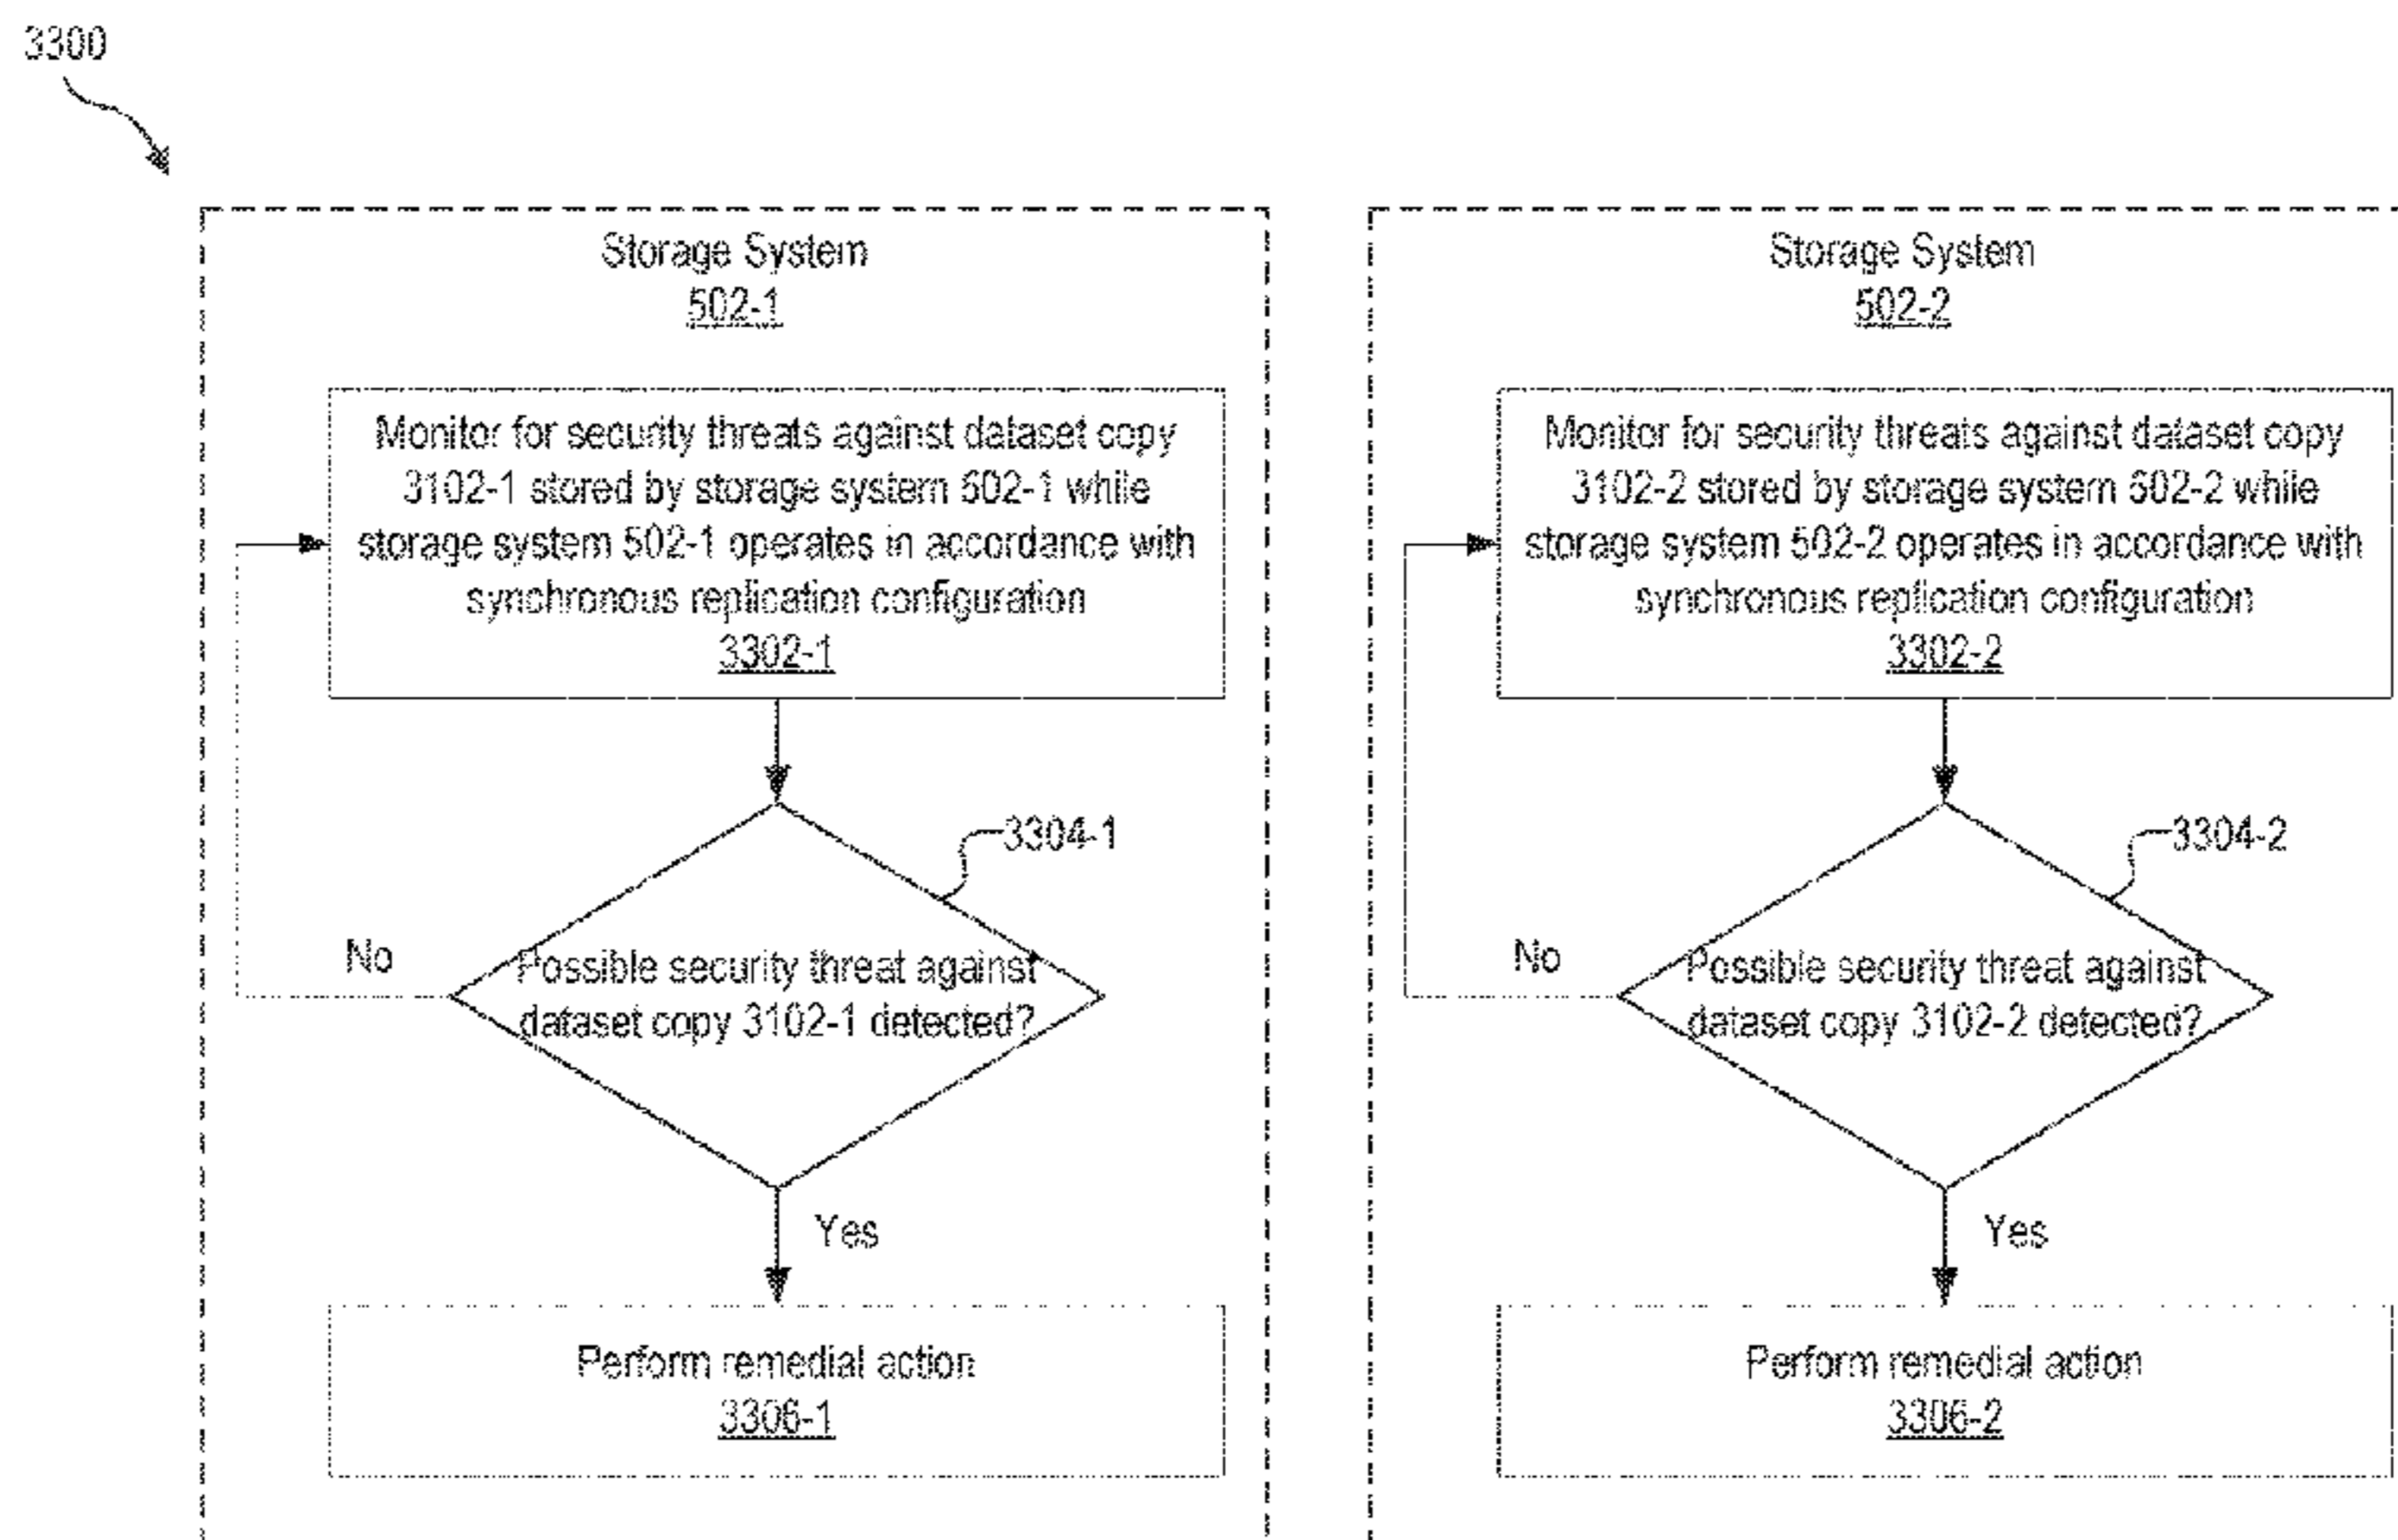 3300
Storage System
502-1
Monitor for security threats against dataset copy
3102-1 stored by storage system 502-1 while
storage system 502-1 operates in accordance with
synchronous replication configuration
3302-1
3304-1
No
Possible security threat against
dataset copy 3102-1 detected?
Yes
Perform remedial action
3306-1
Storage System
502-2
Monitor for security threats against dataset copy
3102-2 stored by storage system 502-2 while
storage system 502-2 operates in accordance with
synchronous replication configuration
3302-2
3304-2
No
Possible security threat against
dataset copy 3102-2 detected?
Yes
Perform remedial action
3306-2